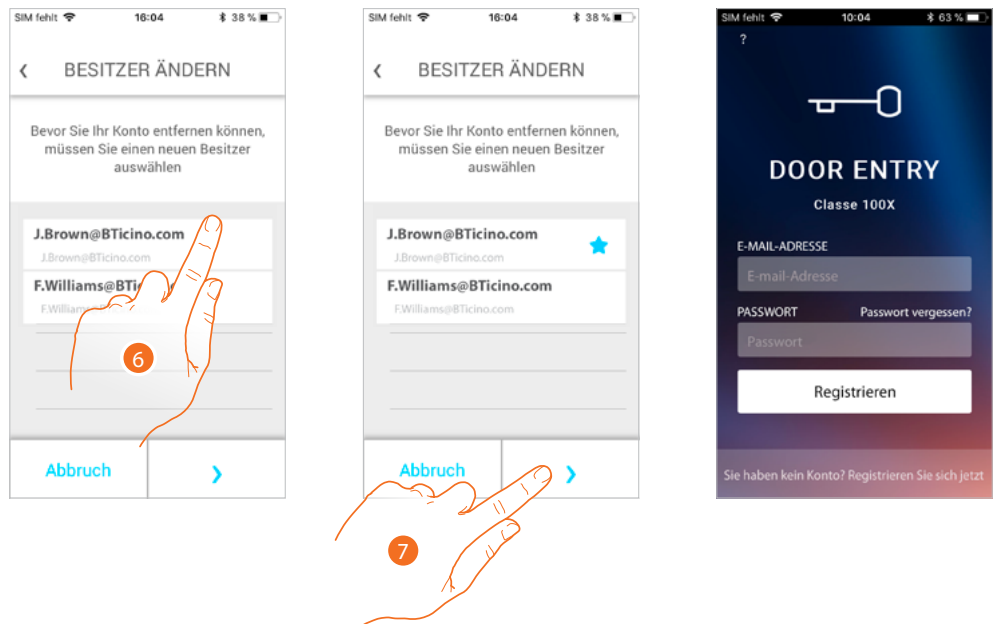 SIM fehlt 16:04 38 %
BESITZER ÄNDERN
Bevor Sie Ihr Konto entfernen können,
müssen Sie einen neuen Besitzer
auswählen
J.Brown@BTicino.com
J.Brown@BTicino.com
F.Williams@BTi
F.Williams
6
Abbruch
SIM fehlt 16:04 38 %
BESITZER ÄNDERN
Bevor Sie Ihr Konto entfernen können,
müssen Sie einen neuen Besitzer
auswählen
J.Brown@BTicino.com
J.Brown@BTicino.com
F.Williams@BTicino.com
F.Williams@BTicino.com
Abbruch
7
SIM fehlt 10:04 63 %
?
DOOR ENTRY
Classe 100X
E-MAIL-ADRESSE
E-mail-Adresse
PASSWORT Passwort vergessen?
Passwort
Registrieren
Sie haben kein Konto? Registrieren Sie sich jetzt